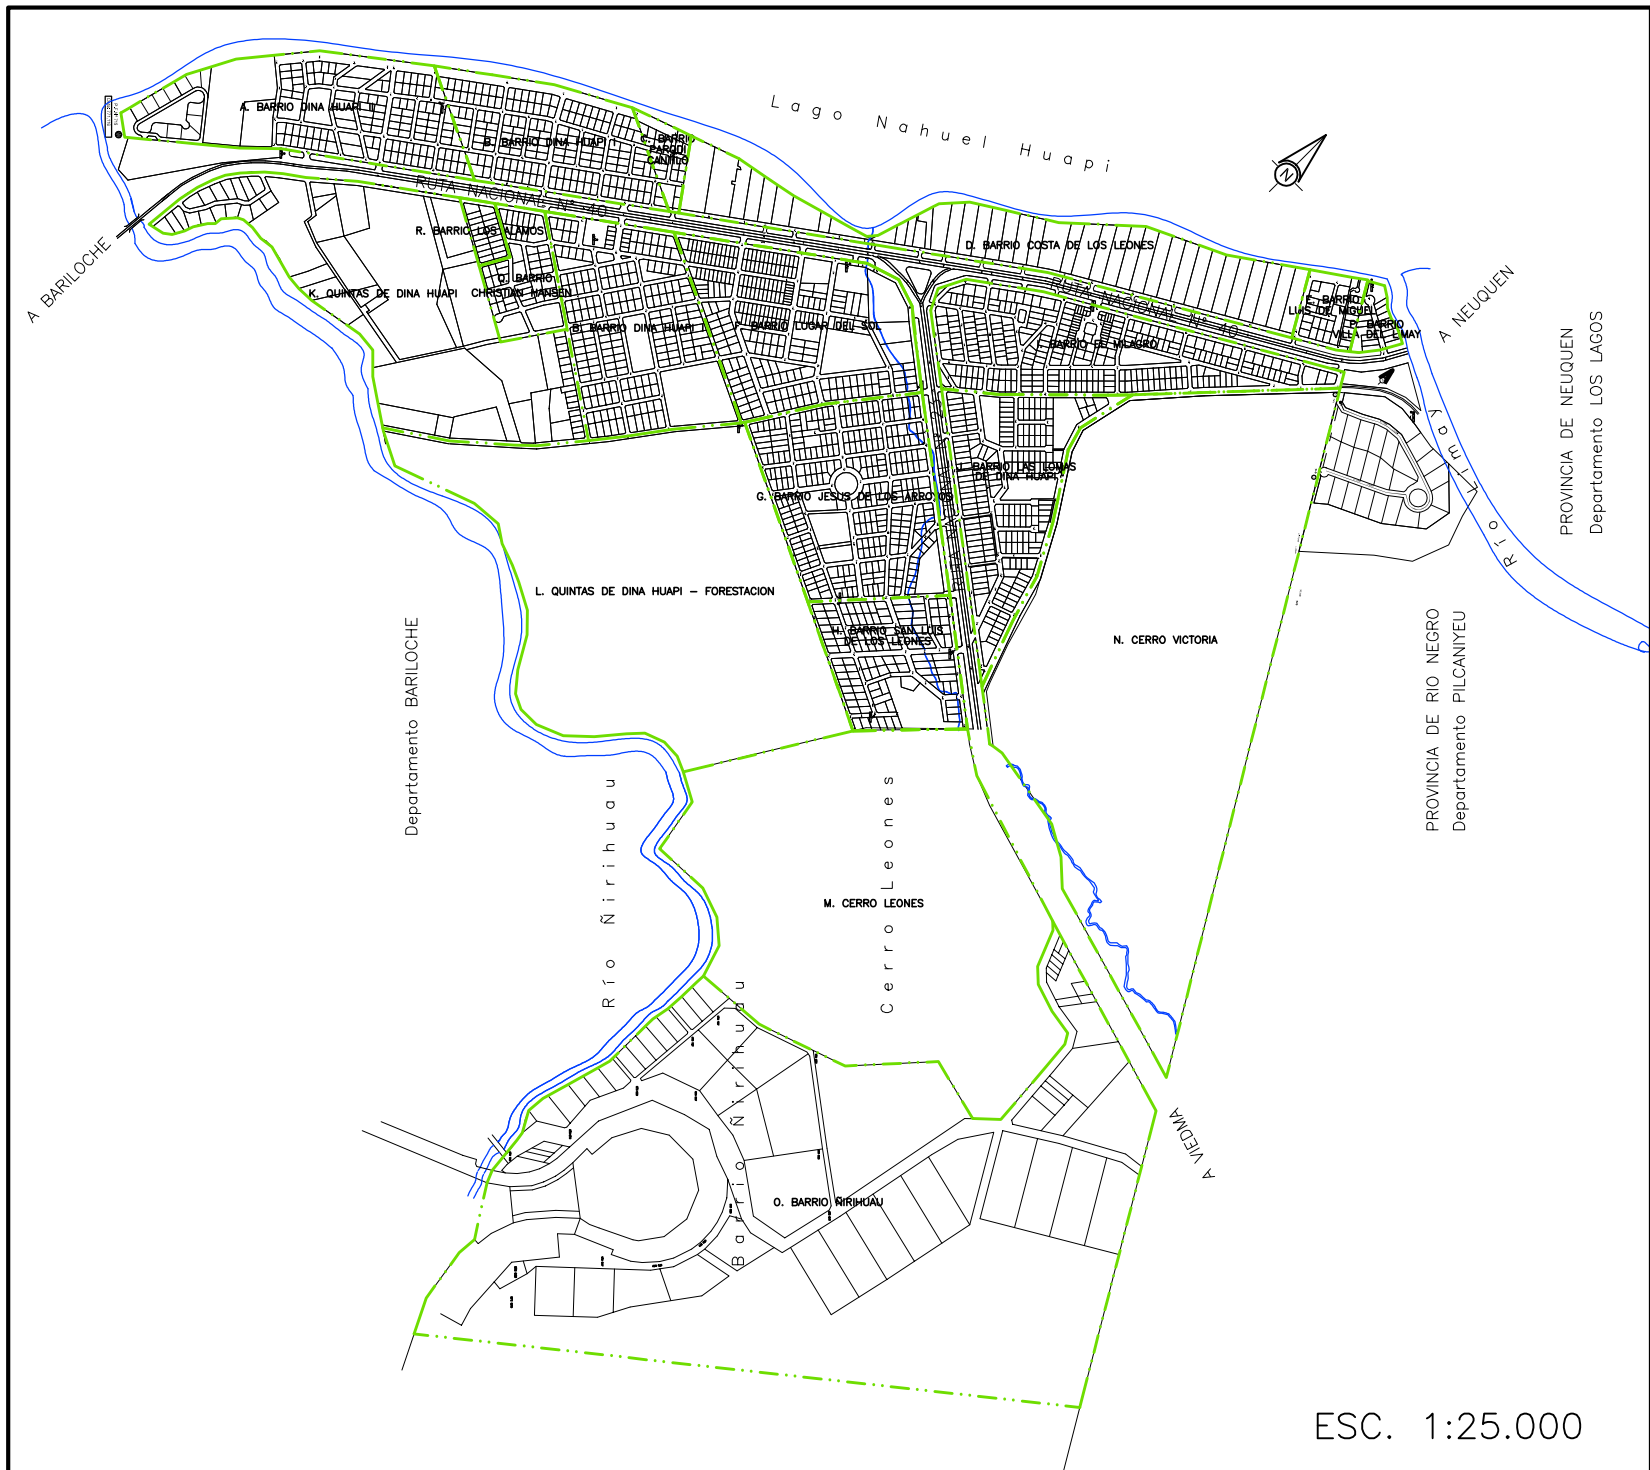 Lago Nahuel Huapi
A. BARRIO DINA HUAPI II
B. BARRIO DINA HUAPI I
C. BARRIO
PARODI
CANTILO
RUTA NACIONAL N° 40
A BARILOCHE
R. BARRIO LOS ALAMOS
D. BARRIO COSTA DE LOS LEONES
Q. BARRIO
CHRISTIAN HANSEN
K. QUINTAS DE DINA HUAPI
B. BARRIO DINA HUAPI I
F. BARRIO LUGAR DEL SOL
RUTA NACIONAL N° 40
I. BARRIO EL MILAGRO
E. BARRIO
LUIS DE MIGUEL
P. BARRIO
VILLA DEL LIMAY
A NEUQUEN
PROVINCIA DE NEUQUEN
Departamento LOS LAGOS
Río Limay
J. BARRIO LAS LOMAS
DE DINA HUAPI
G. BARRIO JESUS DE LOS ARROYOS
L. QUINTAS DE DINA HUAPI – FORESTACION
H. BARRIO SAN LUIS
DE LOS LEONES
N. CERRO VICTORIA
Departamento BARILOCHE
PROVINCIA DE RIO NEGRO
Departamento PILCANIYEU
Río Ñirihuau
Cerro Leones
M. CERRO LEONES
Barrio Ñirihuau
O. BARRIO ÑIRIHUAU
A VIEDMA
N
ESC. 1:25.000